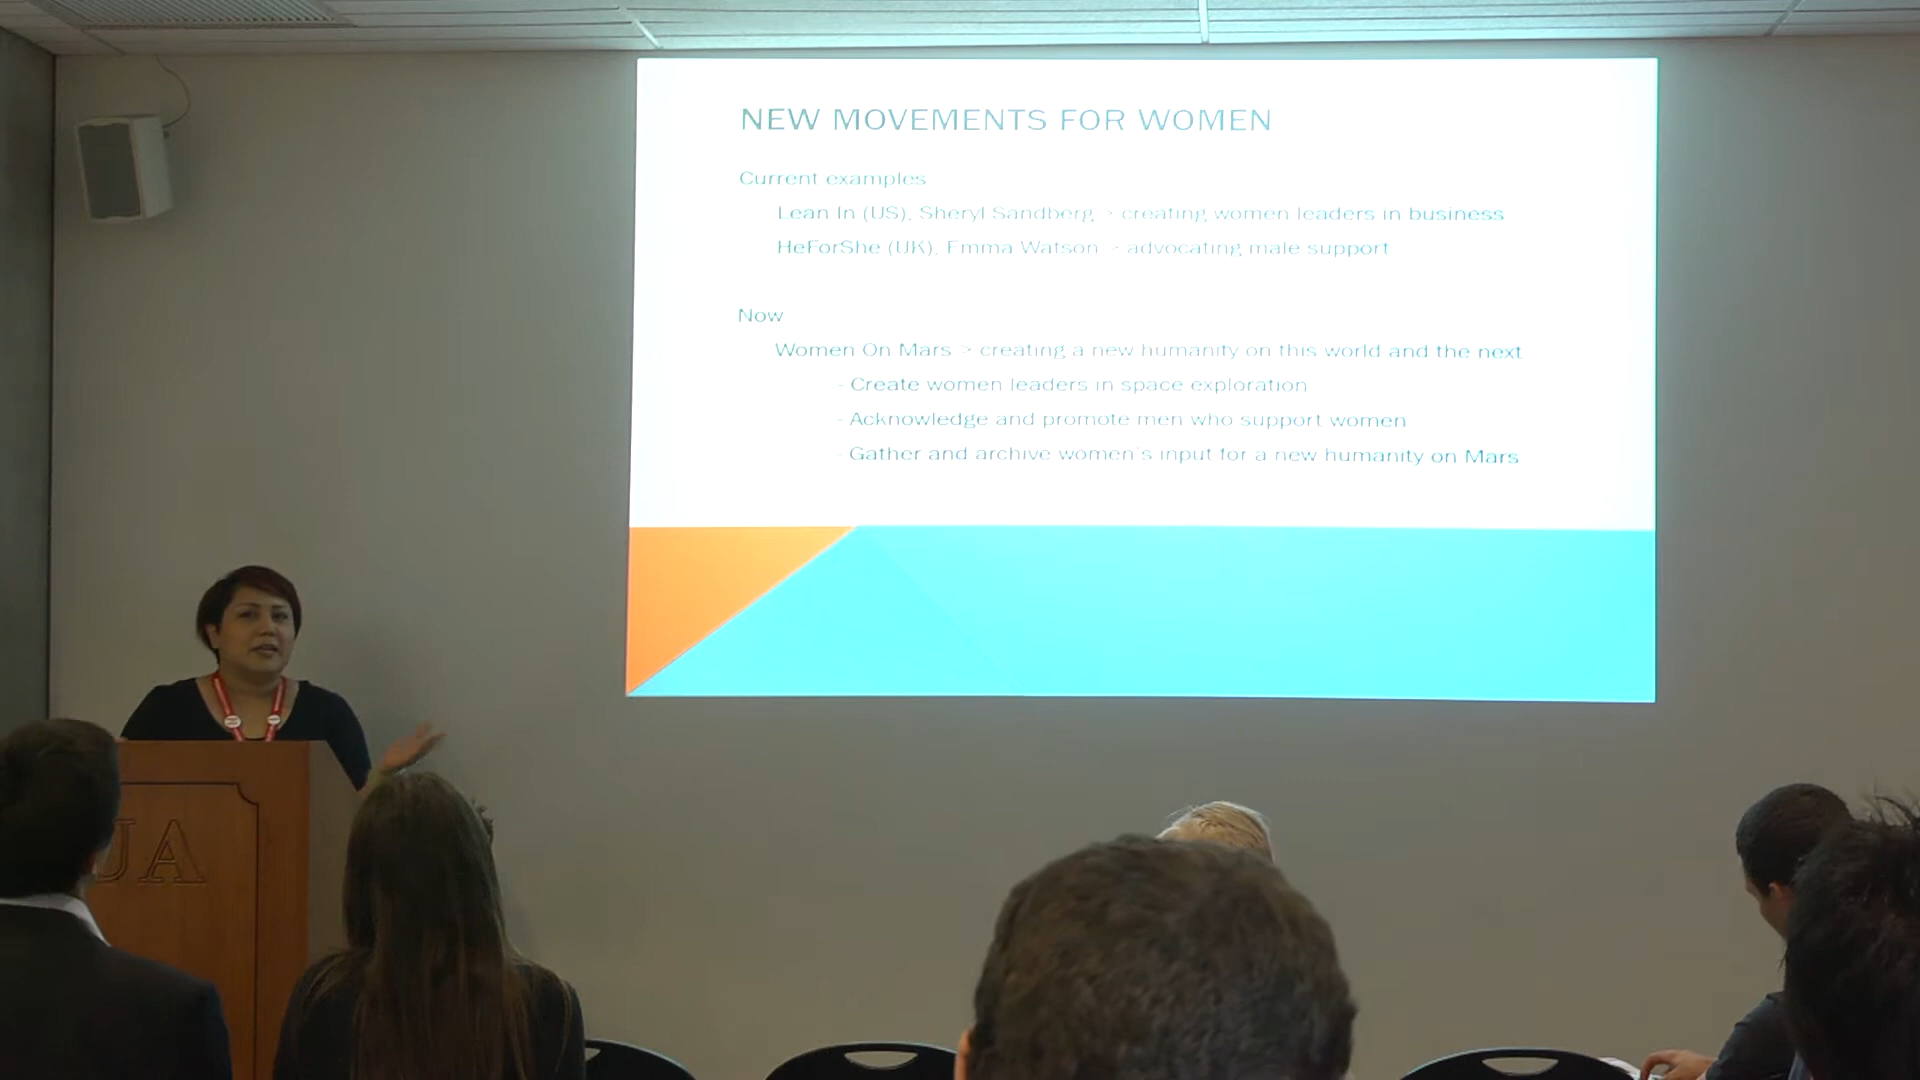 NEW MOVEMENTS FOR WOMEN
Current examples
Lean In (US), Sheryl Sandberg > creating women leaders in business
HeForShe (UK), Emma Watson > advocating male support
Now
Women On Mars > creating a new humanity on this world and the next
- Create women leaders in space exploration
- Acknowledge and promote men who support women
- Gather and archive women's input for a new humanity on Mars
UA